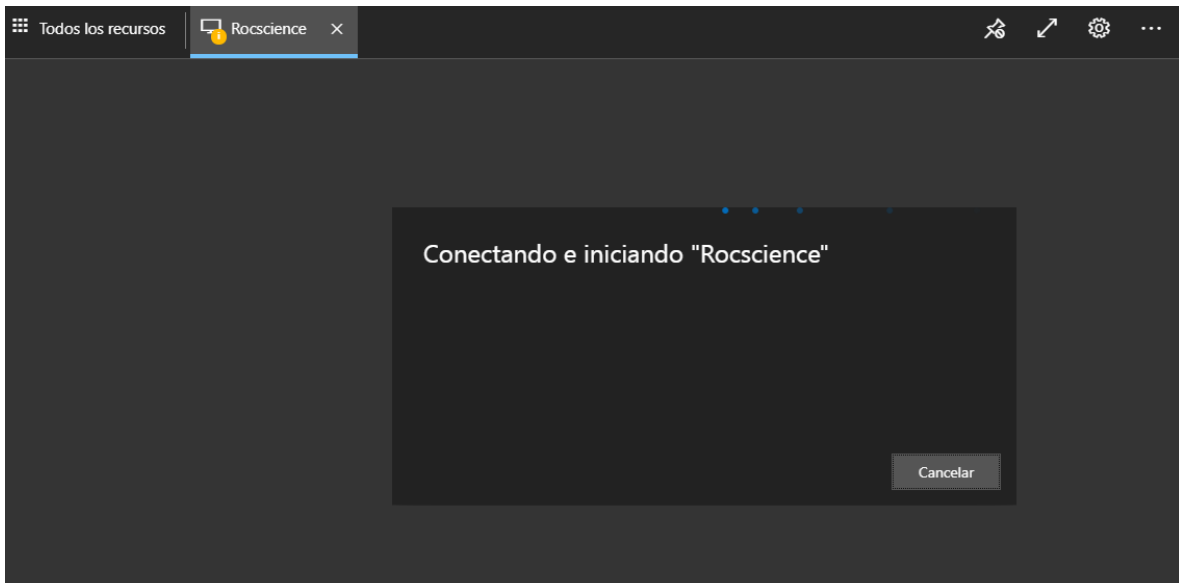 Todos los recursos
Rocscience
Conectando e iniciando "Rocscience"
Cancelar